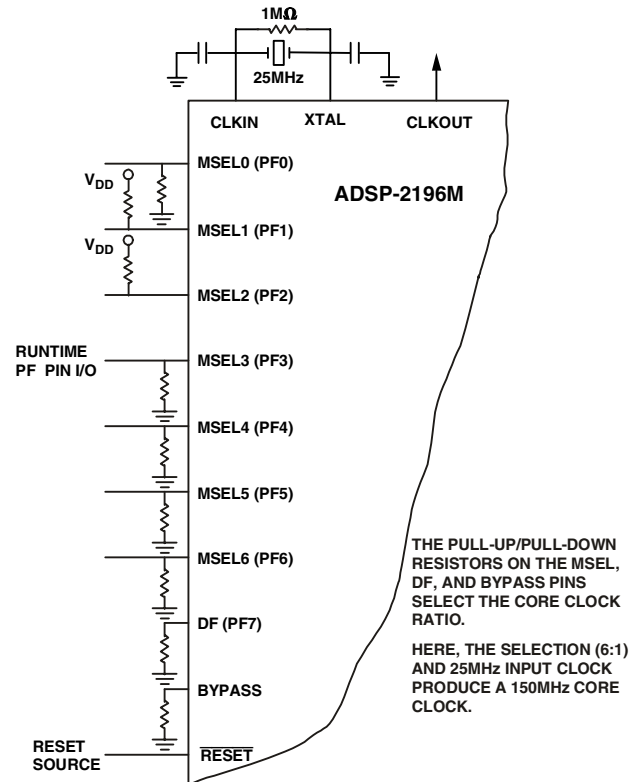 1MΩ
25MHz
CLKIN
XTAL
CLKOUT
MSEL0 (PF0)
VDD
ADSP-2196M
MSEL1 (PF1)
VDD
MSEL2 (PF2)
RUNTIME
PF PIN I/O
MSEL3 (PF3)
MSEL4 (PF4)
MSEL5 (PF5)
MSEL6 (PF6)
DF (PF7)
BYPASS
RESET
SOURCE
RESET
THE PULL-UP/PULL-DOWN
RESISTORS ON THE MSEL,
DF, AND BYPASS PINS
SELECT THE CORE CLOCK
RATIO.
HERE, THE SELECTION (6:1)
AND 25MHz INPUT CLOCK
PRODUCE A 150MHz CORE
CLOCK.